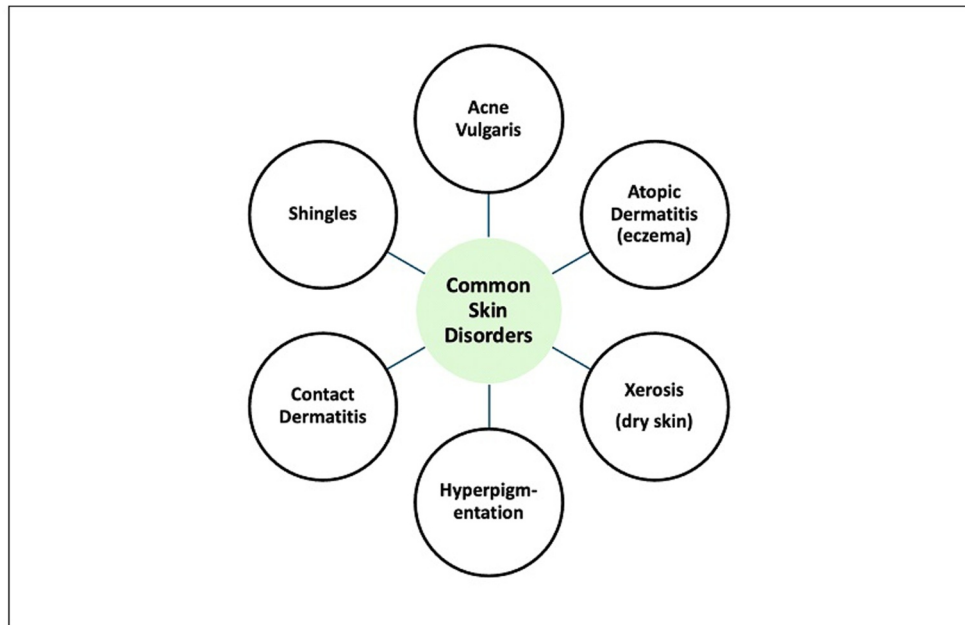 Acne
Vulgaris
Shingles
Atopic
Dermatitis
(eczema)
Common
Skin
Disorders
Contact
Dermatitis
Xerosis
(dry skin)
Hyperpigm-
entation